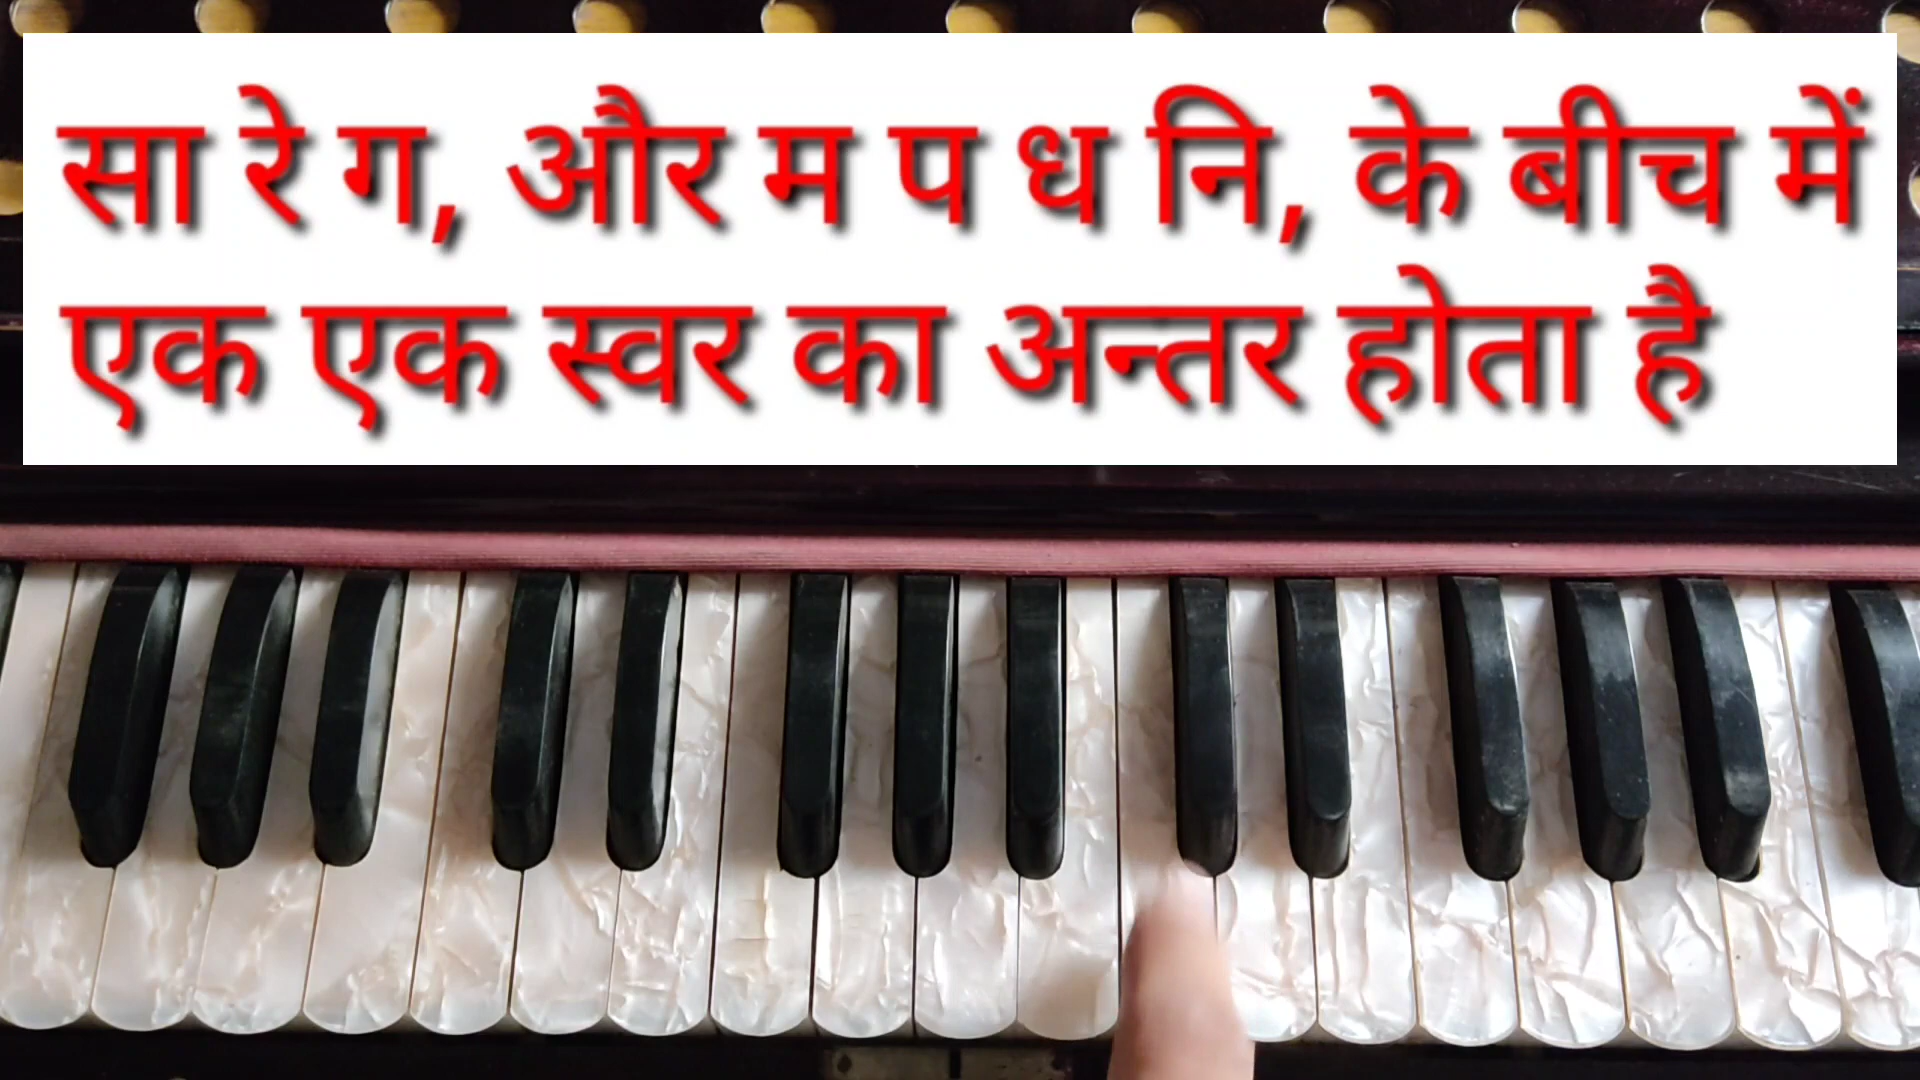 सा रे ग, और म प ध नि, के बीच में
एक एक स्वर का अन्तर होता है